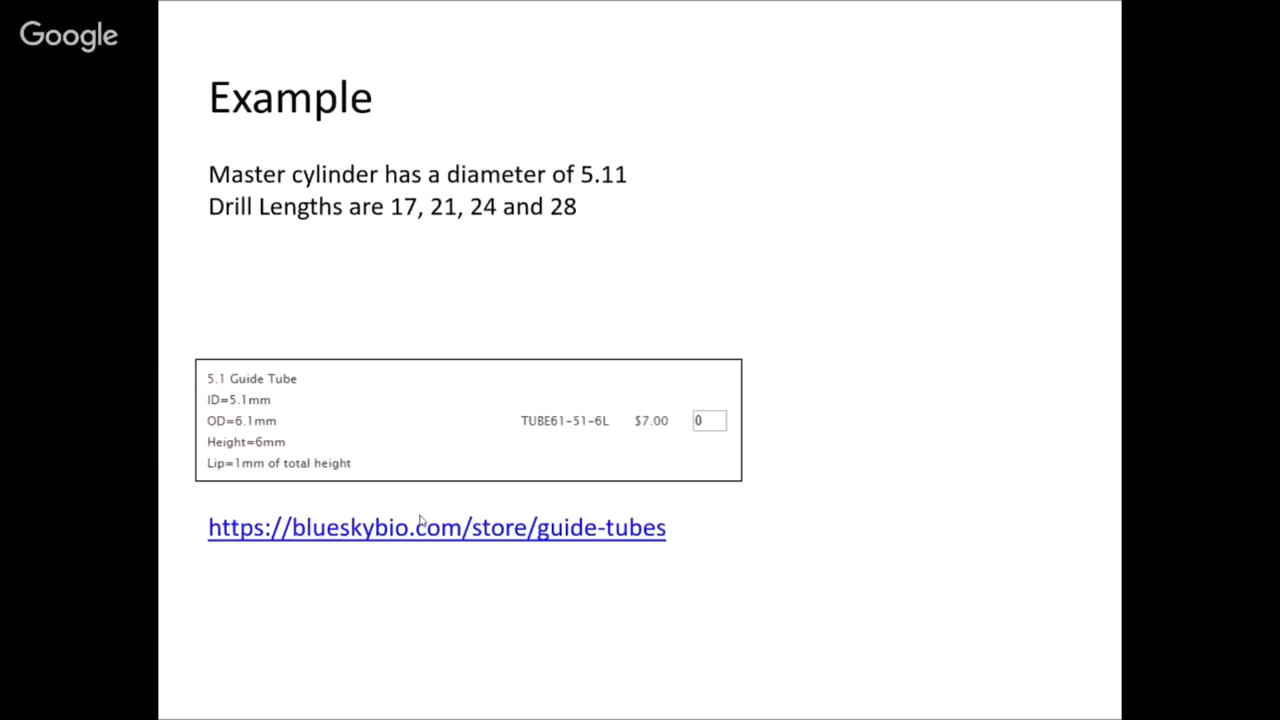 Google
Example
Master cylinder has a diameter of 5.11
Drill Lengths are 17, 21, 24 and 28
5.1 Guide Tube
ID=5.1mm
OD=6.1mm TUBE61-51-6L $7.00 0
Height=6mm
Lip=1mm of total height
https://blueskybio.com/store/guide-tubes